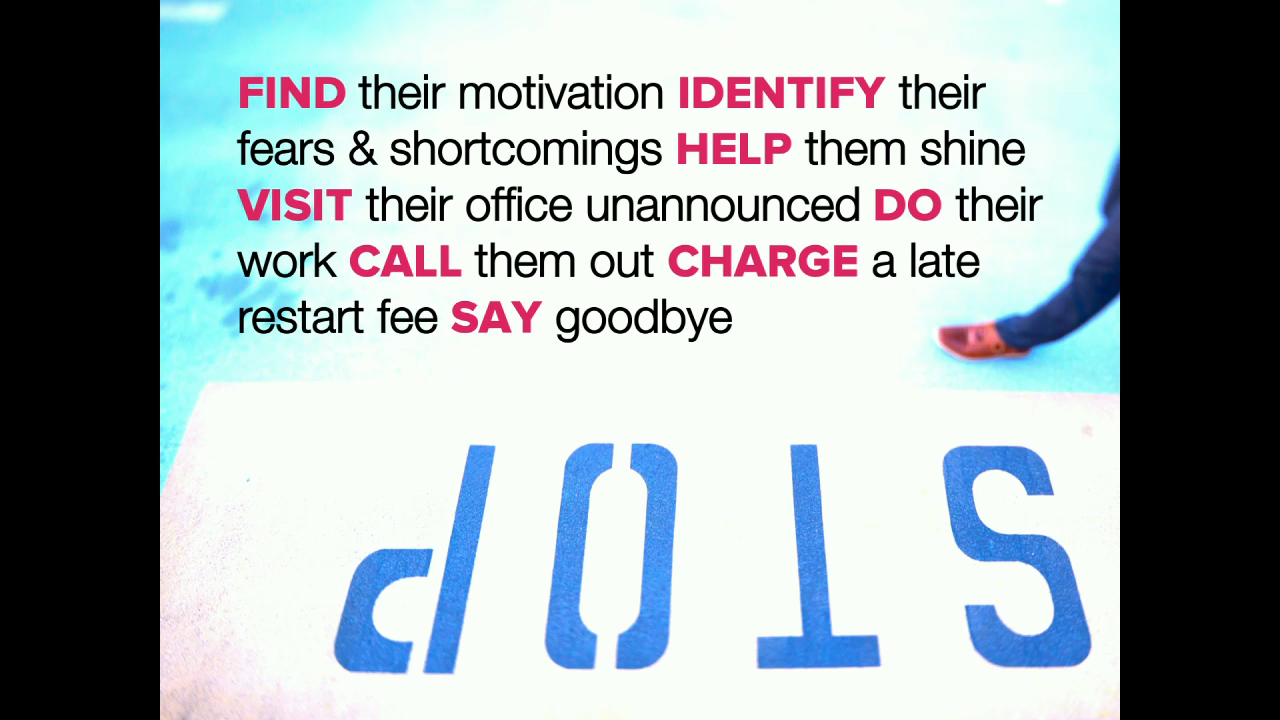 FIND their motivation IDENTIFY their
fears & shortcomings HELP them shine
VISIT their office unannounced DO their
work CALL them out CHARGE a late
restart fee SAY goodbye
STOP